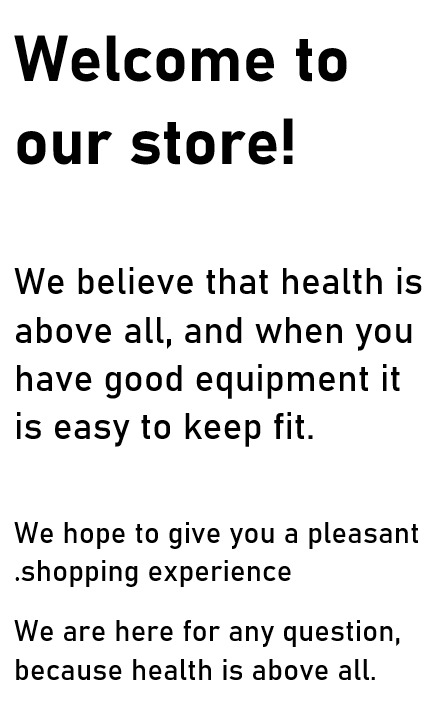 Welcome to
our store!
We believe that health is
above all, and when you
have good equipment it
is easy to keep fit.
We hope to give you a pleasant
.shopping experience
We are here for any question,
because health is above all.